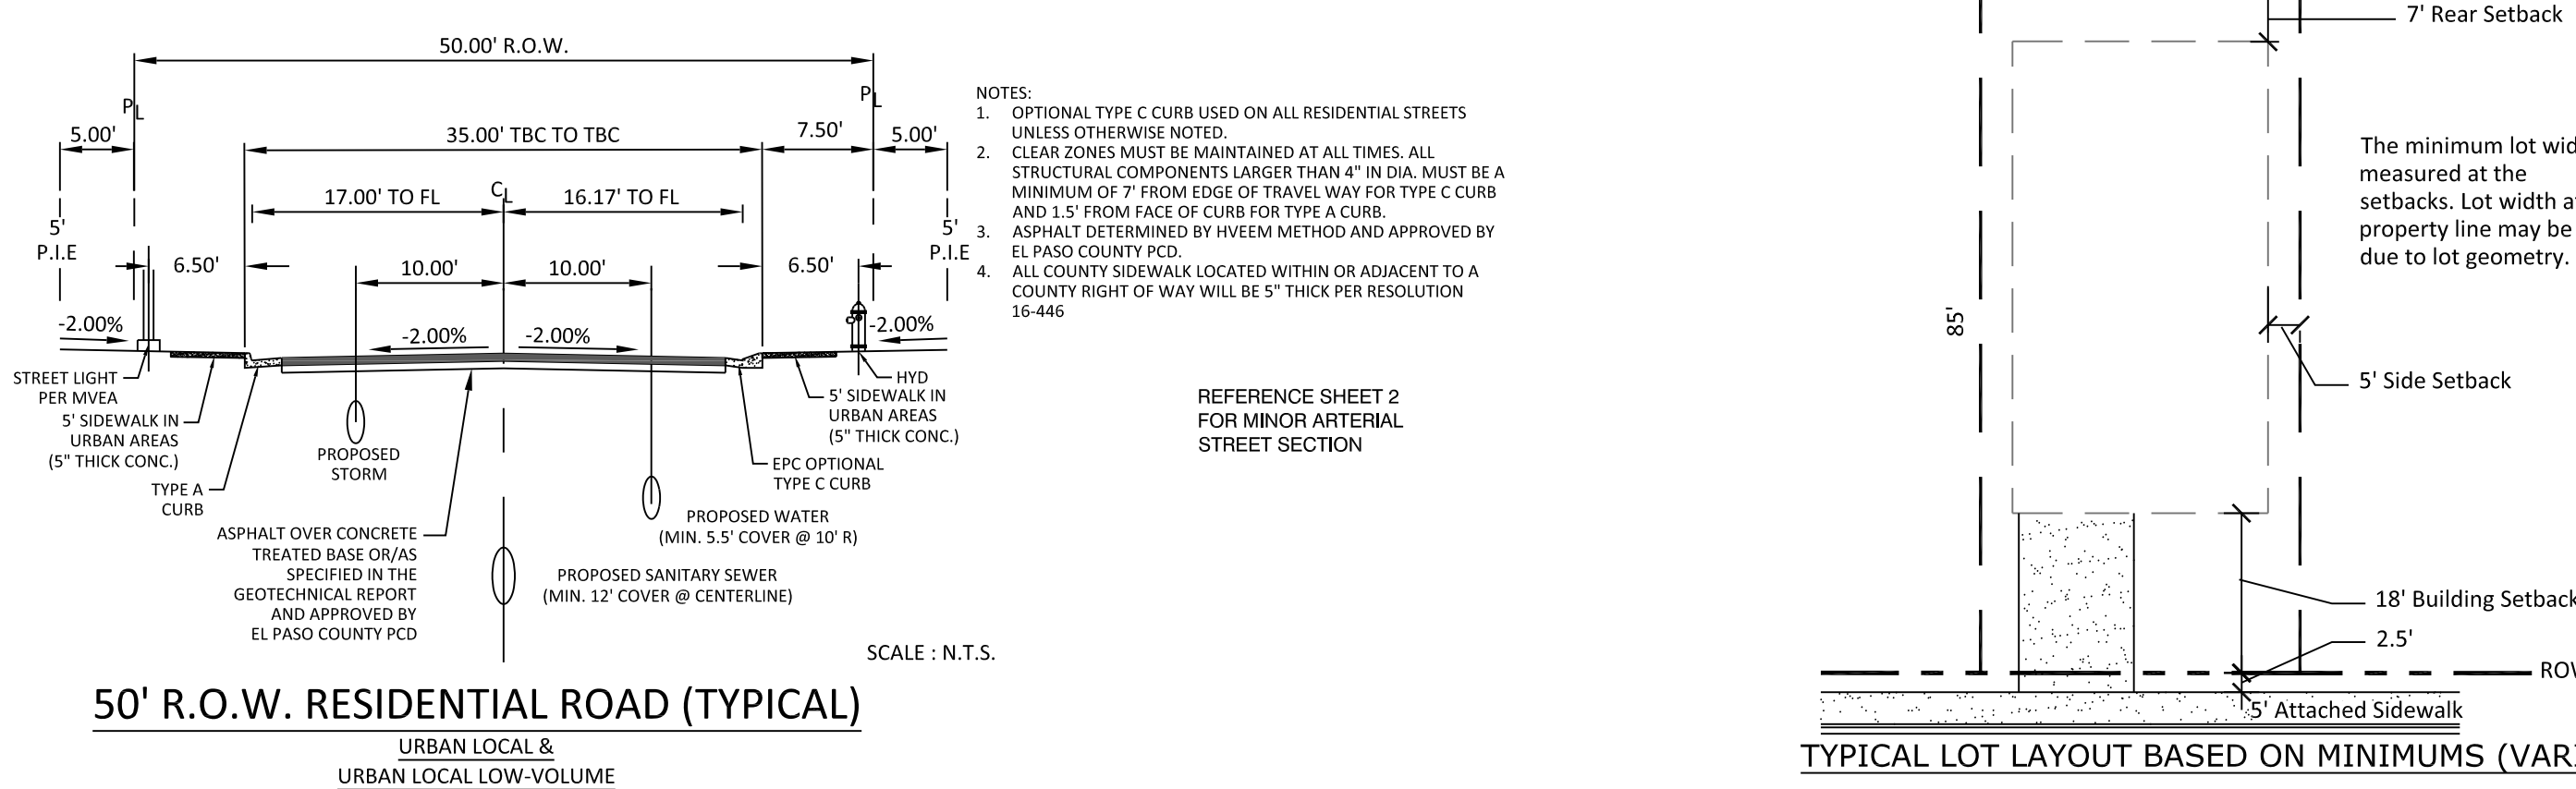 50.00' R.O.W.
PL
PL
5.00'
35.00' TBC TO TBC
7.50'
5.00'
17.00' TO FL
CL
16.17' TO FL
5'
P.I.E
6.50'
10.00'
10.00'
6.50'
5'
P.I.E
-2.00%
-2.00%
-2.00%
-2.00%
STREET LIGHT
PER MVEA
5' SIDEWALK IN
URBAN AREAS
(5" THICK CONC.)
TYPE A
CURB
PROPOSED
STORM
ASPHALT OVER CONCRETE
TREATED BASE OR/AS
SPECIFIED IN THE
GEOTECHNICAL REPORT
AND APPROVED BY
EL PASO COUNTY PCD
HYD
5' SIDEWALK IN
URBAN AREAS
(5" THICK CONC.)
EPC OPTIONAL
TYPE C CURB
PROPOSED WATER
(MIN. 5.5' COVER @ 10' R)
PROPOSED SANITARY SEWER
(MIN. 12' COVER @ CENTERLINE)
SCALE : N.T.S.
50' R.O.W. RESIDENTIAL ROAD (TYPICAL)
URBAN LOCAL &
URBAN LOCAL LOW-VOLUME
NOTES:
1. OPTIONAL TYPE C CURB USED ON ALL RESIDENTIAL STREETS
UNLESS OTHERWISE NOTED.
2. CLEAR ZONES MUST BE MAINTAINED AT ALL TIMES. ALL
STRUCTURAL COMPONENTS LARGER THAN 4" IN DIA. MUST BE A
MINIMUM OF 7' FROM EDGE OF TRAVEL WAY FOR TYPE C CURB
AND 1.5' FROM FACE OF CURB FOR TYPE A CURB.
3. ASPHALT DETERMINED BY HVEEM METHOD AND APPROVED BY
EL PASO COUNTY PCD.
4. ALL COUNTY SIDEWALK LOCATED WITHIN OR ADJACENT TO A
COUNTY RIGHT OF WAY WILL BE 5" THICK PER RESOLUTION
16-446
REFERENCE SHEET 2
FOR MINOR ARTERIAL
STREET SECTION
7' Rear Setback
The minimum lot
measured at the
setbacks. Lot width
property line may be
due to lot geometry.
85'
5' Side Setback
18' Building Setback
2.5'
5' Attached Sidewalk
TYPICAL LOT LAYOUT BASED ON MINIMUMS